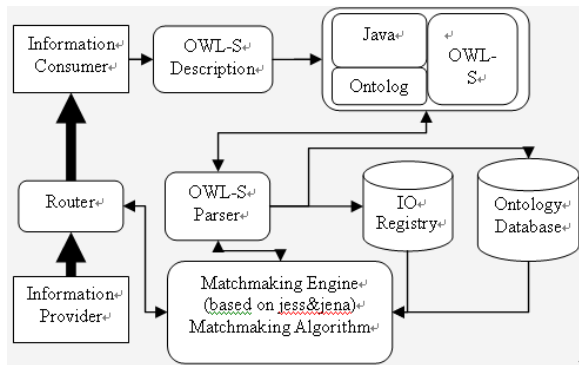 Information
Consumer
OWL-S
Description
Java
Ontolog
OWL-
S
Router
OWL-S
Parser
IO
Registry
Ontology
Database
Information
Provider
Matchmaking Engine
(based on jess&jena)
Matchmaking Algorithm